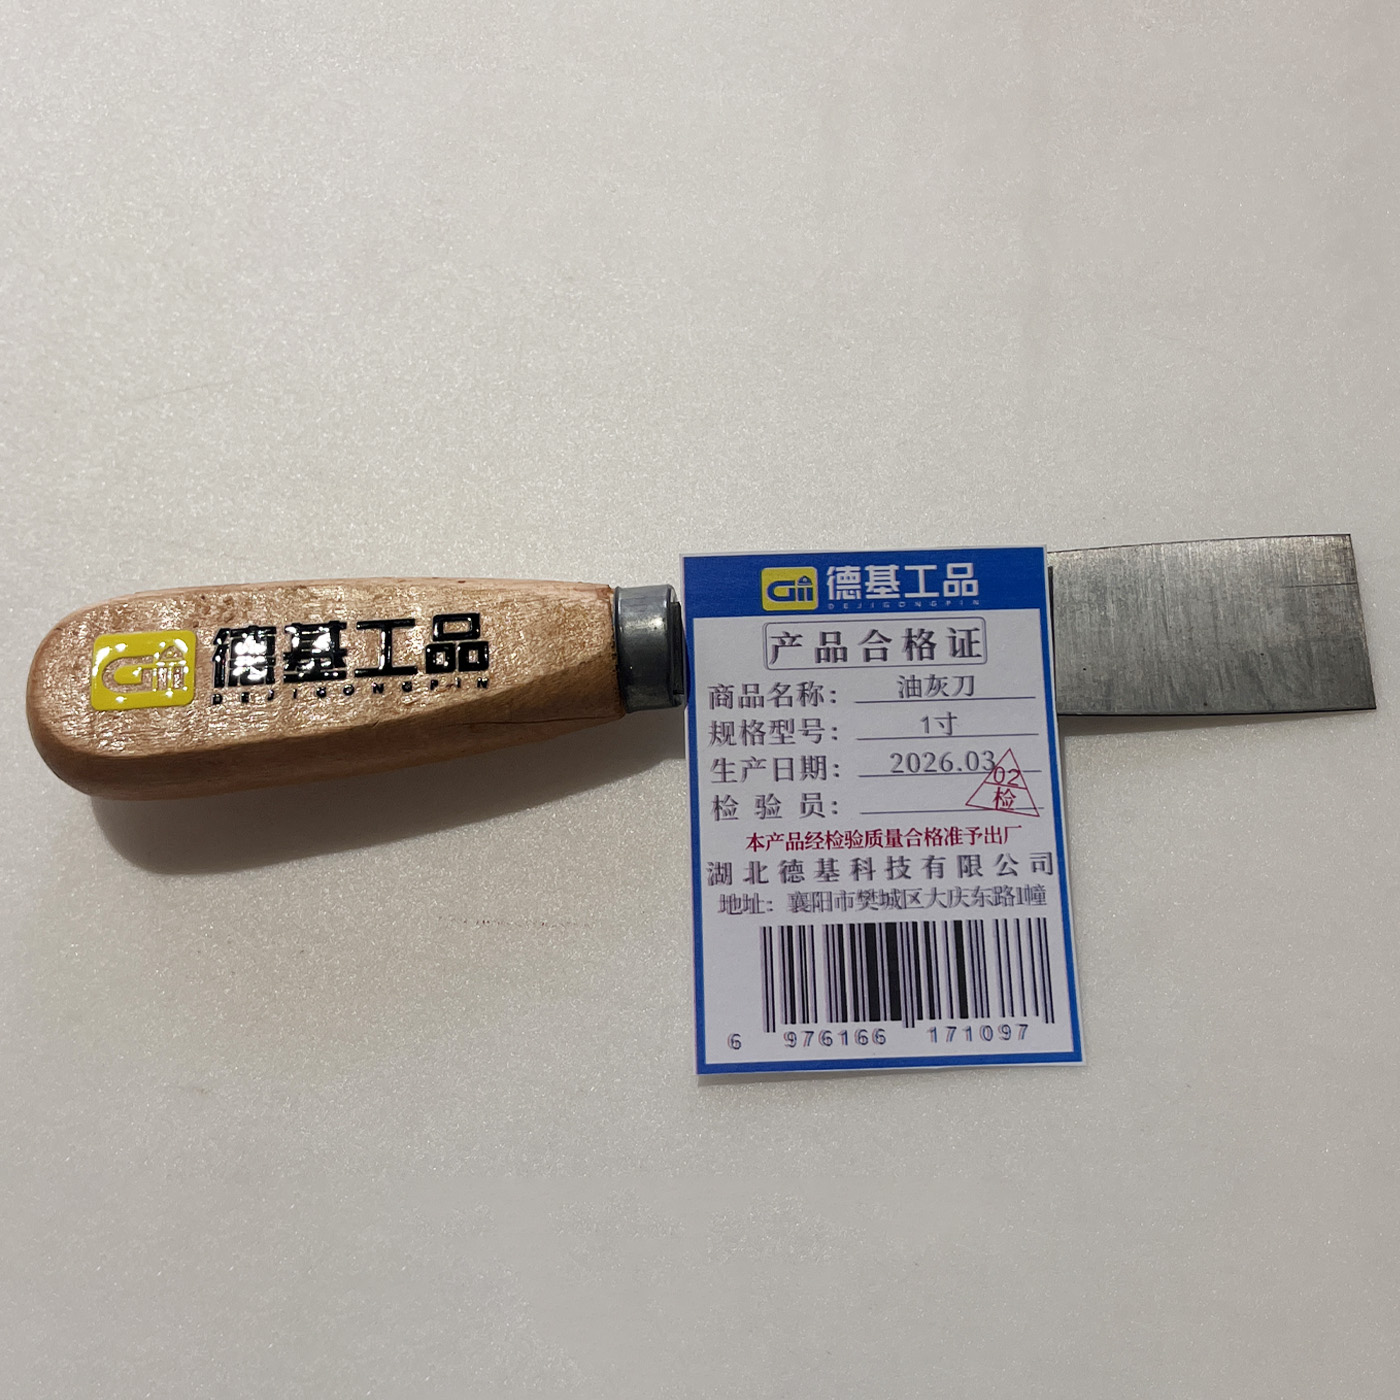 德基工品
DEJIGONGPIN
德基工品
DEJIGONGPIN
产品合格证
商品名称: 油灰刀
规格型号: 1寸
生产日期: 2026.03
检验员:
02
检
本产品经检验质量合格准予出厂
湖北德基科技有限公司
地址: 襄阳市樊城区大庆东路1幢
6 976166 171097